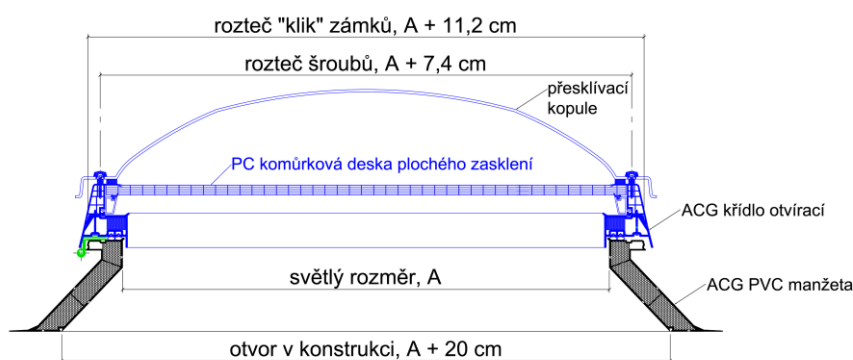 rozteč "klik" zámků, A + 11,2 cm
rozteč šroubů, A + 7,4 cm
přesklívací
kopule
PC komůrková deska plochého zasklení
ACG křídlo otvírací
světlý rozměr, A
ACG PVC manžeta
otvor v konstrukci, A + 20 cm